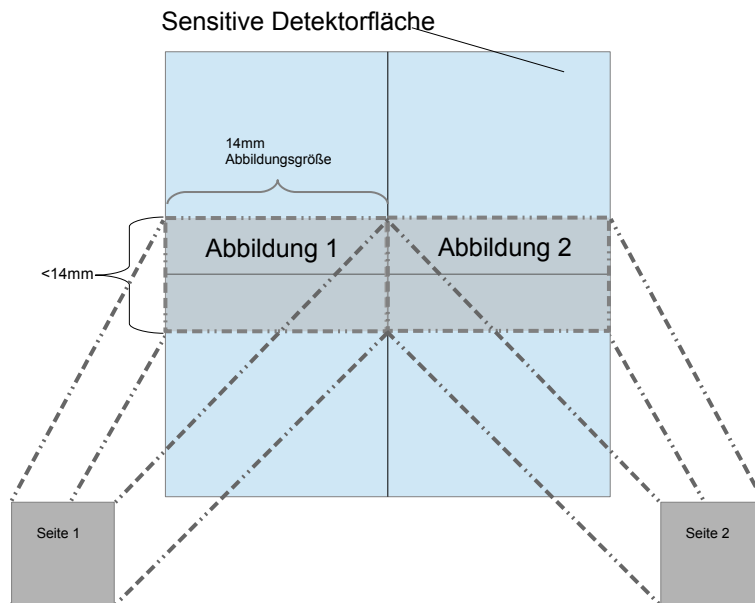 Sensitive Detektorfläche
14mm
Abbildungsgröße
Abbildung 1
Abbildung 2
<14mm
Seite 1
Seite 2